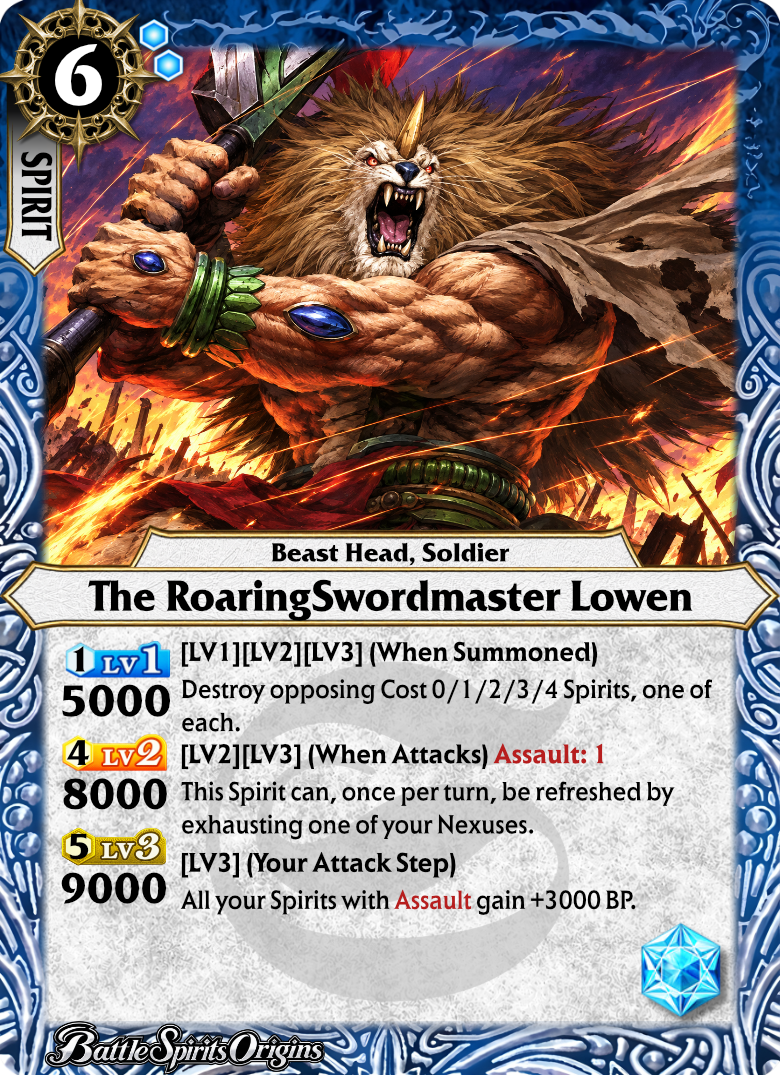 6
SPIRIT
Beast Head, Soldier
The RoaringSwordmaster Lowen
1 LV1
5000
[LV1][LV2][LV3] (When Summoned)
Destroy opposing Cost 0/1/2/3/4 Spirits, one of
each.
4 LV2
8000
[LV2][LV3] (When Attacks) Assault: 1
This Spirit can, once per turn, be refreshed by
exhausting one of your Nexuses.
5 LV3
9000
[LV3] (Your Attack Step)
All your Spirits with Assault gain +3000 BP.
Battle Spirits Origins